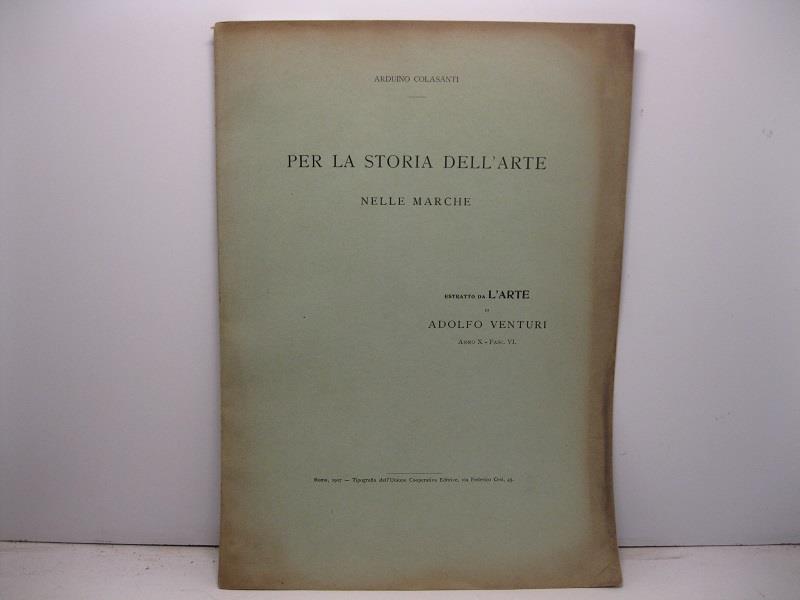 ARDUINO COLASANTI
PER LA STORIA DELL'ARTE
NELLE MARCHE
ESTRATTO DA L'ARTE
DI
ADOLFO VENTURI
ANNO X - FASC. VI.
Roma, 1907 — Tipografia dell'Unione Cooperativa Editrice, via Federico Cesi, 45.